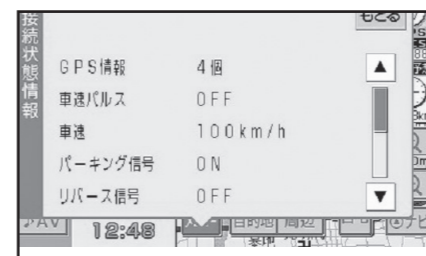 もどる
接続状態情報
GPS情報 4個
車速パルス OFF
車速 100km/h
パーキング信号 ON
リバース信号 OFF
▲
▼
AV
12:48
目的地
周辺